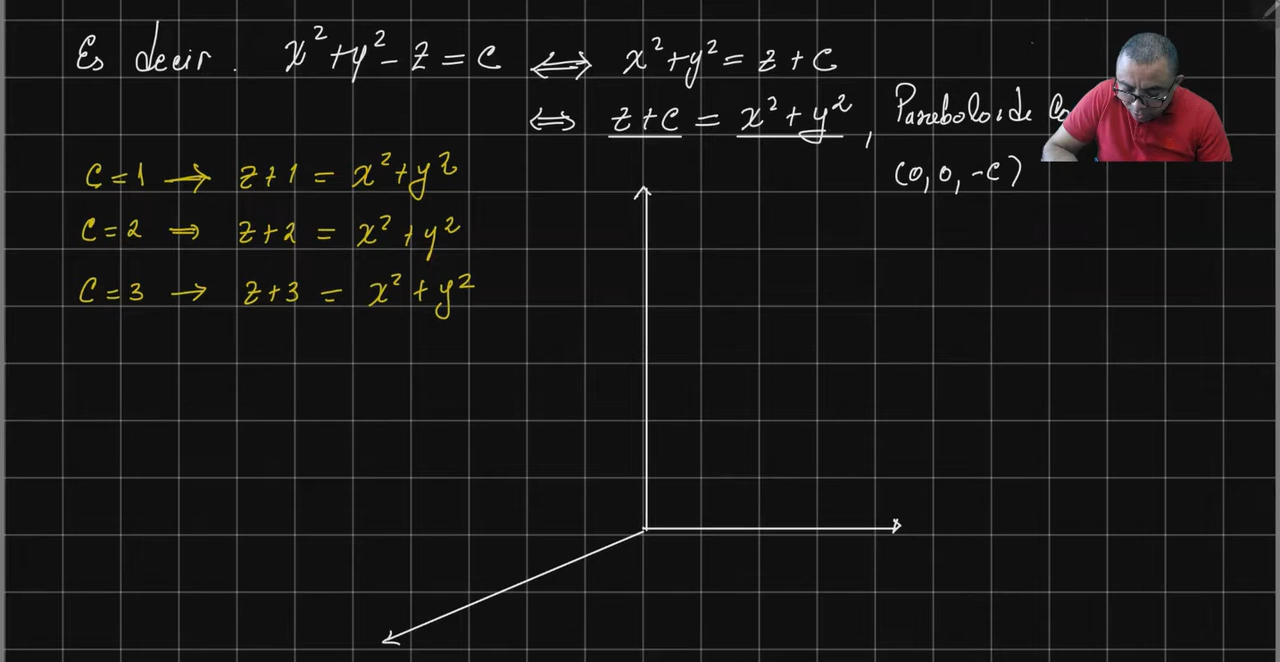 Es decir. x²+y²-z=c ⟺ x²+y²=z+c
⟺ z+c = x²+y², Paraboloide
(0,0,-c)
C=1 → z+1 = x²+y²
C=2 ⇒ z+2 = x²+y²
C=3 → z+3 = x²+y²